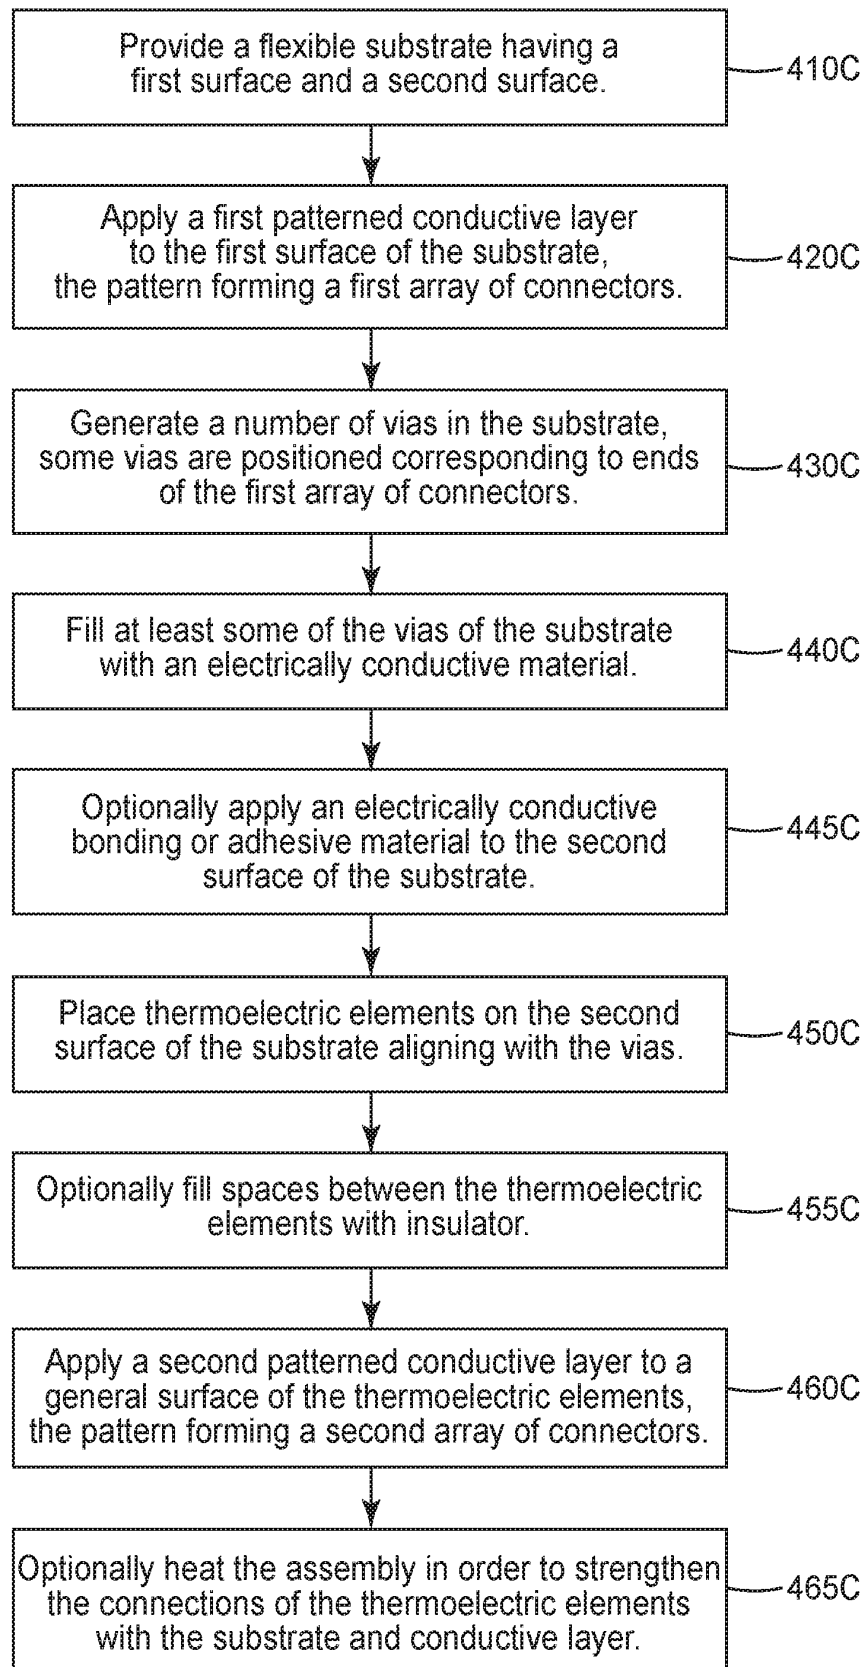 Provide a flexible substrate having a
first surface and a second surface.
410C
Apply a first patterned conductive layer
to the first surface of the substrate,
the pattern forming a first array of connectors.
420C
Generate a number of vias in the substrate,
some vias are positioned corresponding to ends
of the first array of connectors.
430C
Fill at least some of the vias of the substrate
with an electrically conductive material.
440C
Optionally apply an electrically conductive
bonding or adhesive material to the second
surface of the substrate.
445C
Place thermoelectric elements on the second
surface of the substrate aligning with the vias.
450C
Optionally fill spaces between the thermoelectric
elements with insulator.
455C
Apply a second patterned conductive layer to a
general surface of the thermoelectric elements,
the pattern forming a second array of connectors.
460C
Optionally heat the assembly in order to strengthen
the connections of the thermoelectric elements
with the substrate and conductive layer.
465C